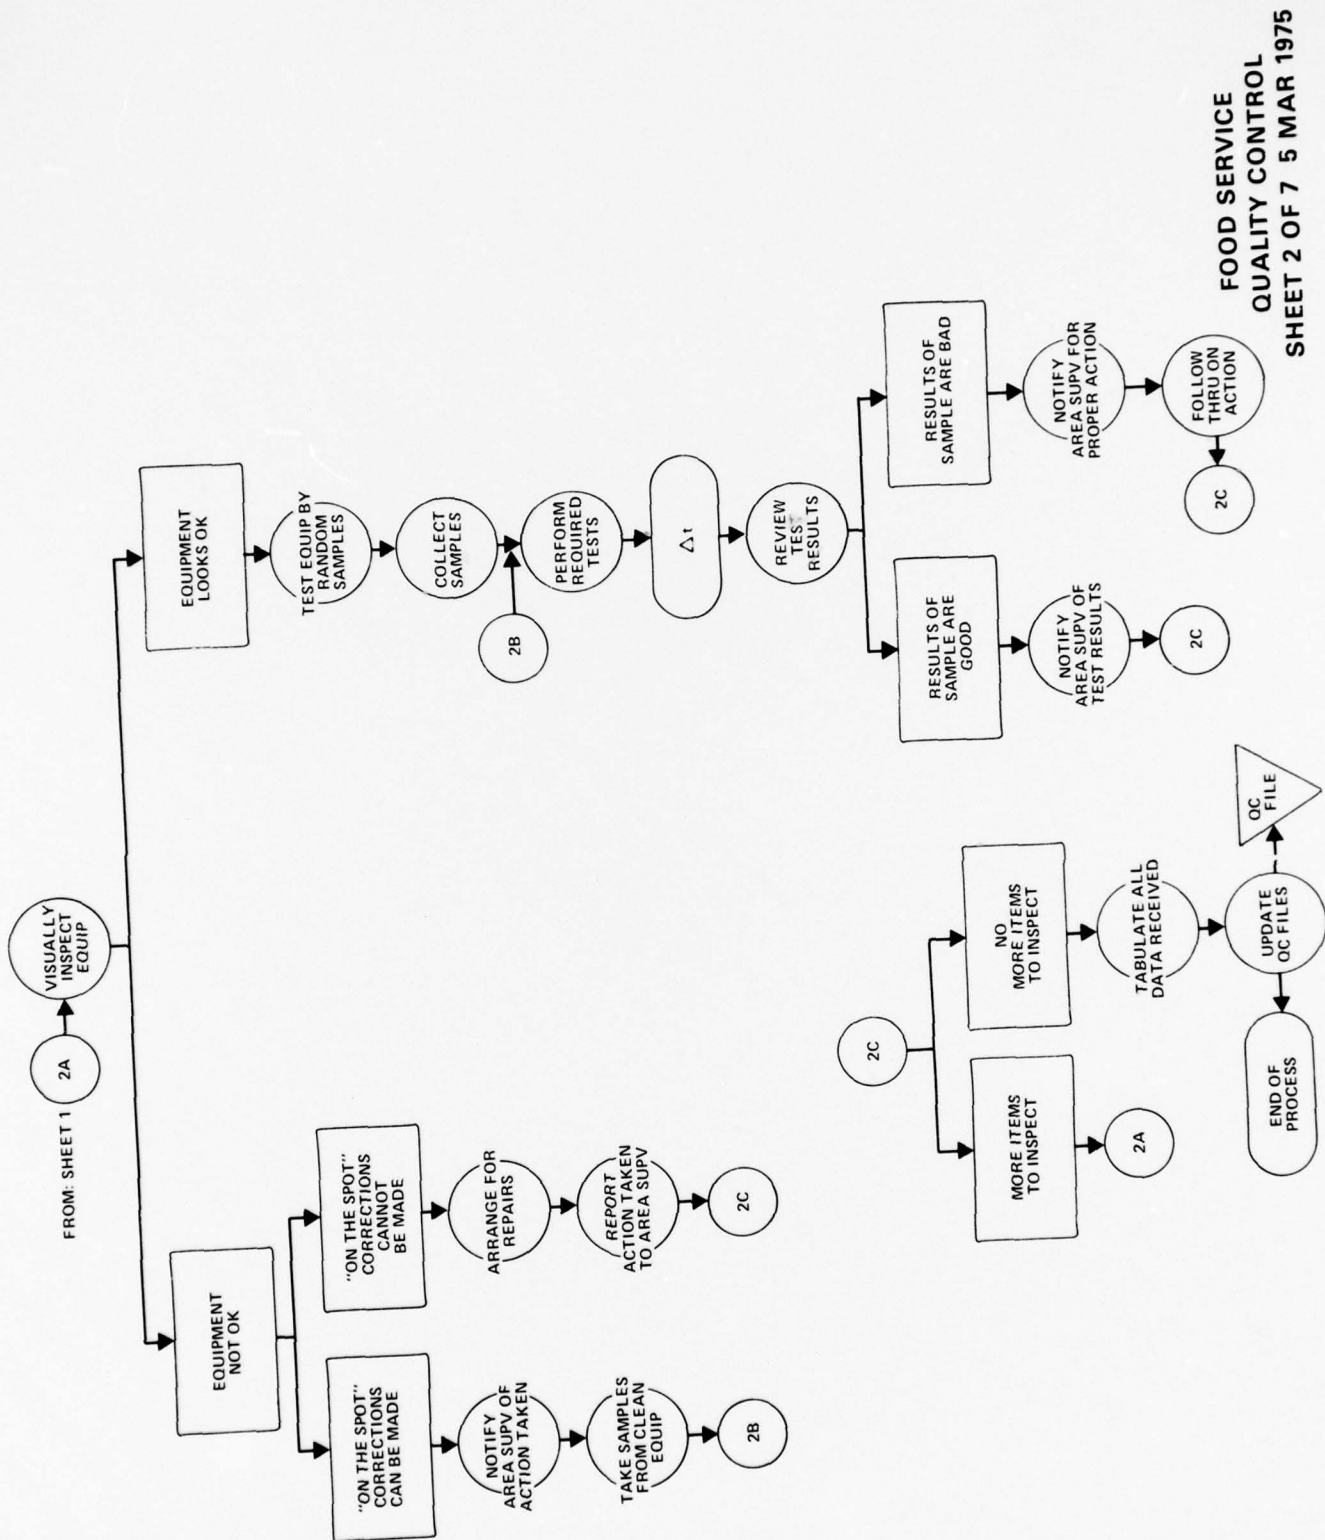 FROM: SHEET 1
2A
VISUALLY
INSPECT
EQUIP
EQUIPMENT
NOT OK
"ON THE SPOT"
CORRECTIONS
CAN BE MADE
NOTIFY
AREA SUPV OF
ACTION TAKEN
TAKE SAMPLES
FROM CLEAN
EQUIP
2B
"ON THE SPOT"
CORRECTIONS
CANNOT
BE MADE
ARRANGE FOR
REPAIRS
REPORT
ACTION TAKEN
TO AREA SUPV
2C
EQUIPMENT
LOOKS OK
TEST EQUIP BY
RANDOM
SAMPLES
COLLECT
SAMPLES
2B
PERFORM
REQUIRED
TESTS
Δt
REVIEW
TEST
RESULTS
RESULTS OF
SAMPLE ARE
GOOD
NOTIFY
AREA SUPV OF
TEST RESULTS
2C
RESULTS OF
SAMPLE ARE BAD
NOTIFY
AREA SUPV FOR
PROPER ACTION
FOLLOW
THRU ON
ACTION
2C
2C
MORE ITEMS
TO INSPECT
2A
NO
MORE ITEMS
TO INSPECT
TABULATE ALL
DATA RECEIVED
UPDATE
QC FILES
QC
FILE
END OF
PROCESS
FOOD SERVICE
QUALITY CONTROL
SHEET 2 OF 7 5 MAR 1975